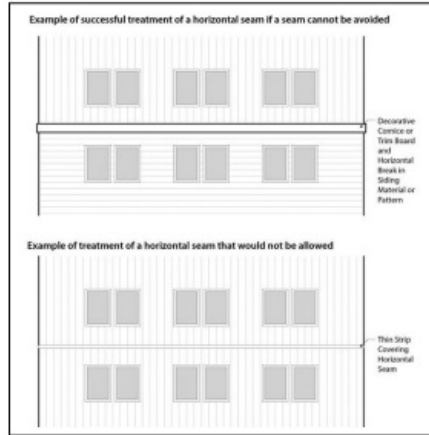 Example of successful treatment of a horizontal seam if a seam cannot be avoided
Decorative
Cornice or
Trim Board
and
Horizontal
Break in
Siding
Material or
Pattern
Example of treatment of a horizontal seam that would not be allowed
Thin Strip
Covering
Horizontal
Seam